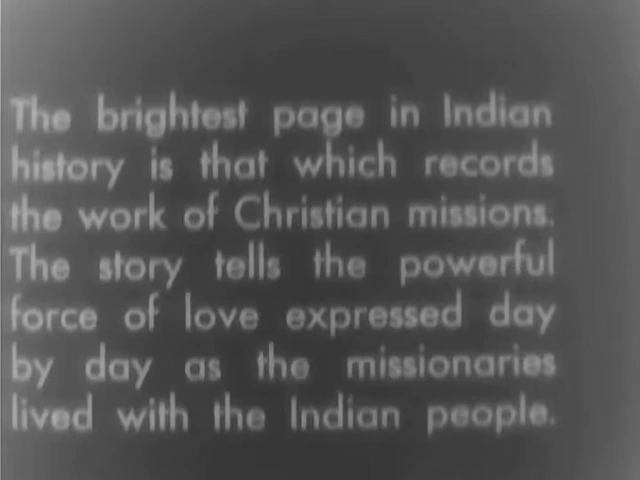 The brightest page in Indian
history is that which records
the work of Christian missions.
The story tells the powerful
force of love expressed day
by day as the missionaries
lived with the Indian people.